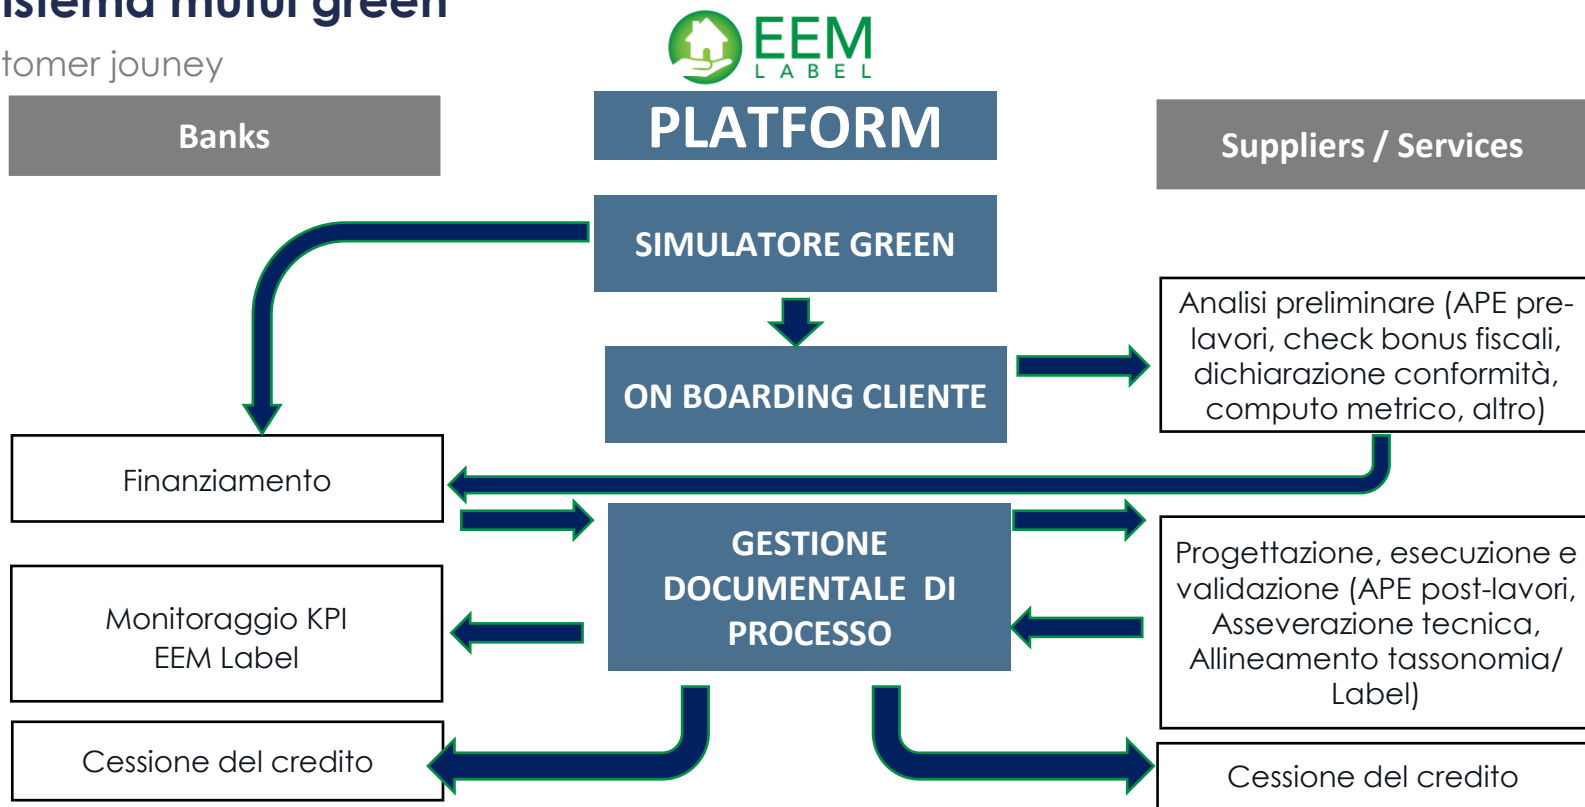 istema mutui green
tomer jouney
EEM
LABEL
Banks
PLATFORM
Suppliers / Services
SIMULATORE GREEN
Analisi preliminare (APE pre-
lavori, check bonus fiscali,
dichiarazione conformità,
computo metrico, altro)
ON BOARDING CLIENTE
Finanziamento
GESTIONE
DOCUMENTALE DI
PROCESSO
Progettazione, esecuzione e
validazione (APE post-lavori,
Asseverazione tecnica,
Allineamento tassonomia/
Label)
Monitoraggio KPI
EEM Label
Cessione del credito
Cessione del credito